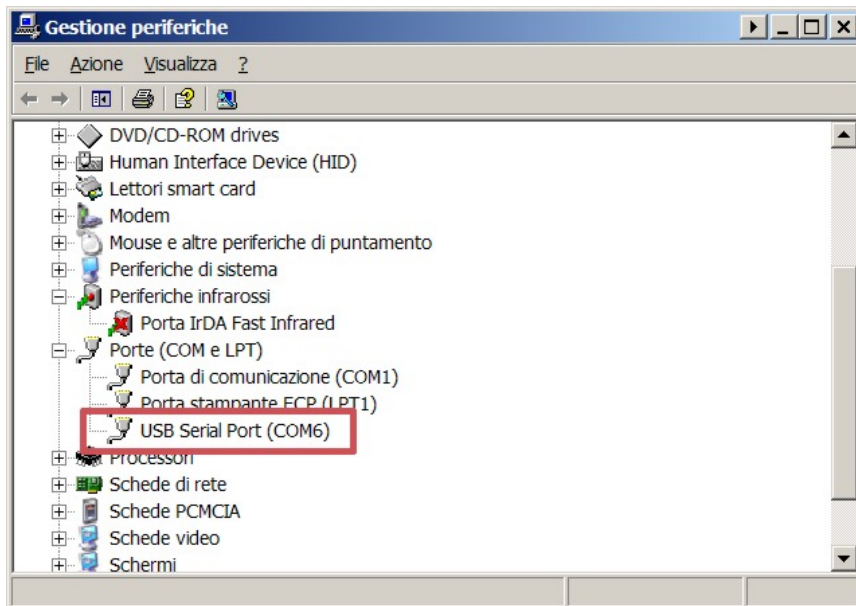 Gestione periferiche
File Azione Visualizza ?
DVD/CD-ROM drives
Human Interface Device (HID)
Lettori smart card
Modem
Mouse e altre periferiche di puntamento
Periferiche di sistema
Periferiche infrarossi
Porta IrDA Fast Infrared
Porte (COM e LPT)
Porta di comunicazione (COM1)
Porta stampante ECP (LPT1)
USB Serial Port (COM6)
Processori
Schede di rete
Schede PCMCIA
Schede video
Schermi